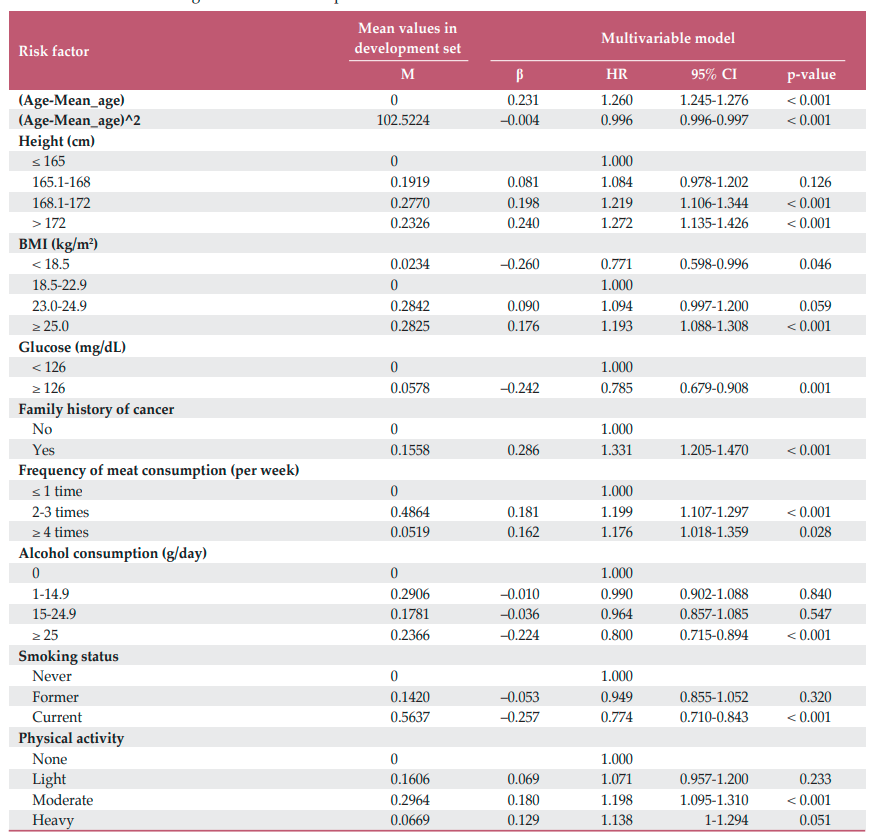 Risk factor Mean values in development set Multivariable model
M β HR 95% CI p-value
(Age-Mean_age) 0 0.231 1.260 1.245-1.276 < 0.001
(Age-Mean_age)^2 102.5224 –0.004 0.996 0.996-0.997 < 0.001
Height (cm)
≤ 165 0 1.000
165.1-168 0.1919 0.081 1.084 0.978-1.202 0.126
168.1-172 0.2770 0.198 1.219 1.106-1.344 < 0.001
> 172 0.2326 0.240 1.272 1.135-1.426 < 0.001
BMI (kg/m²)
< 18.5 0.0234 –0.260 0.771 0.598-0.996 0.046
18.5-22.9 0 1.000
23.0-24.9 0.2842 0.090 1.094 0.997-1.200 0.059
≥ 25.0 0.2825 0.176 1.193 1.088-1.308 < 0.001
Glucose (mg/dL)
< 126 0 1.000
≥ 126 0.0578 –0.242 0.785 0.679-0.908 0.001
Family history of cancer
No 0 1.000
Yes 0.1558 0.286 1.331 1.205-1.470 < 0.001
Frequency of meat consumption (per week)
≤ 1 time 0 1.000
2-3 times 0.4864 0.181 1.199 1.107-1.297 < 0.001
≥ 4 times 0.0519 0.162 1.176 1.018-1.359 0.028
Alcohol consumption (g/day)
0 0 1.000
1-14.9 0.2906 –0.010 0.990 0.902-1.088 0.840
15-24.9 0.1781 –0.036 0.964 0.857-1.085 0.547
≥ 25 0.2366 –0.224 0.800 0.715-0.894 < 0.001
Smoking status
Never 0 1.000
Former 0.1420 –0.053 0.949 0.855-1.052 0.320
Current 0.5637 –0.257 0.774 0.710-0.843 < 0.001
Physical activity
None 0 1.000
Light 0.1606 0.069 1.071 0.957-1.200 0.233
Moderate 0.2964 0.180 1.198 1.095-1.310 < 0.001
Heavy 0.0669 0.129 1.138 1-1.294 0.051